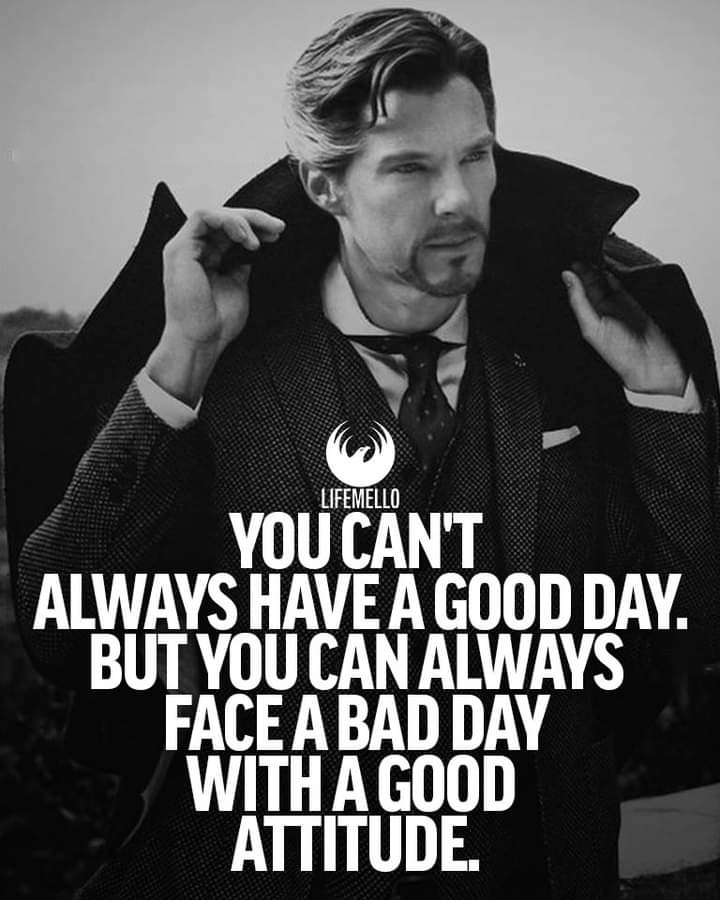 LIFEMELLO
YOU CAN'T
ALWAYS HAVE A GOOD DAY.
BUT YOU CAN ALWAYS
FACE A BAD DAY
WITH A GOOD
ATTITUDE.